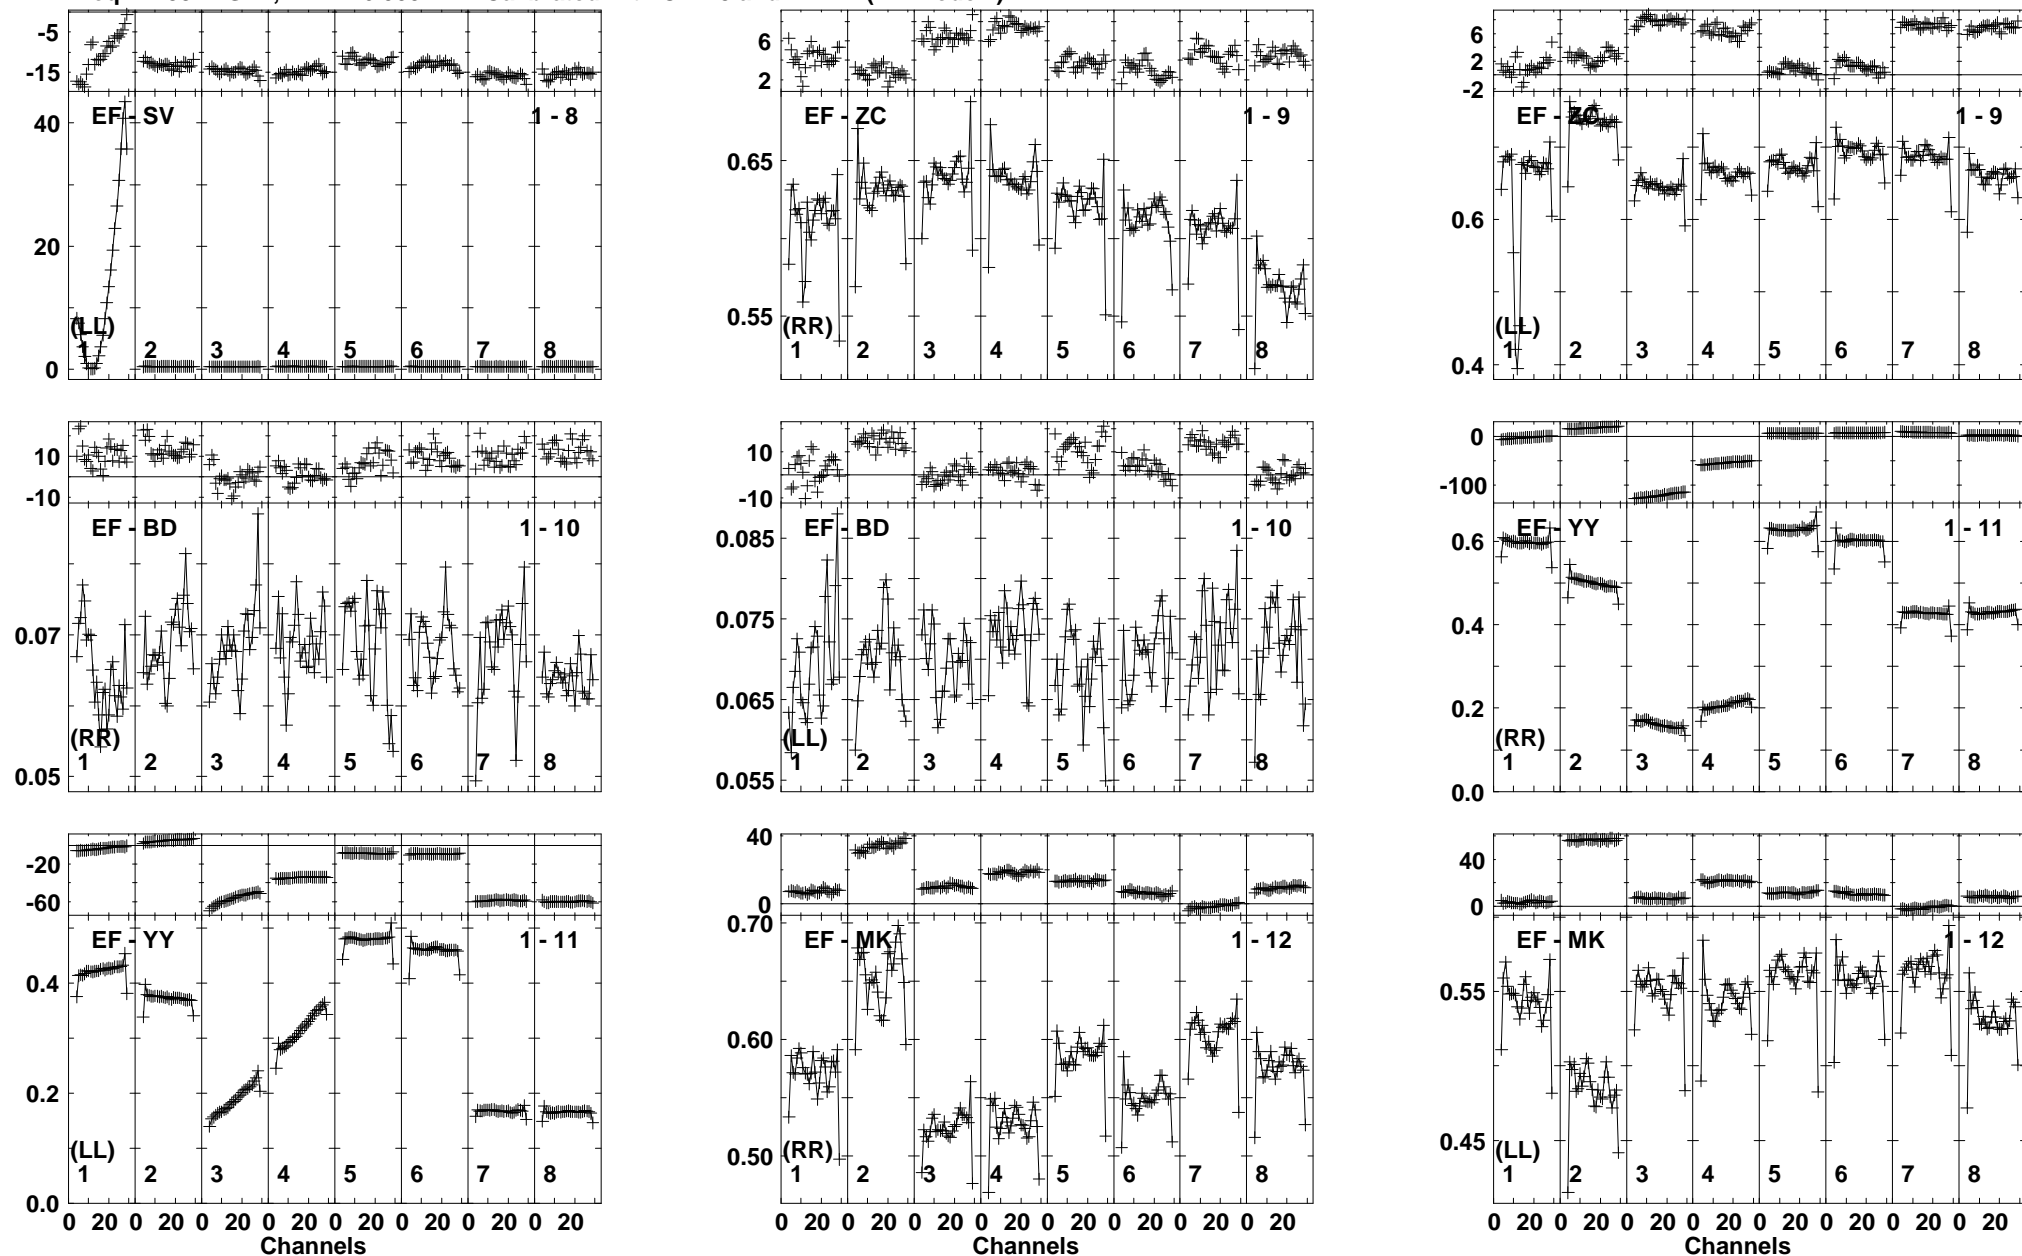 -5
-15
EF - SV 1 - 8
40
20
0
(LL)
1 2 3 4 5 6 7 8
6
2
EF - ZC 1 - 9
0.65
0.55
(RR)
1 2 3 4 5 6 7 8
6
2
-2
EF - ZC 1 - 9
0.6
0.4
(LL)
1 2 3 4 5 6 7 8
10
-10
EF - BD 1 - 10
0.07
0.05
(RR)
1 2 3 4 5 6 7 8
10
-10
EF - BD 1 - 10
0.085
0.075
0.065
0.055
(LL)
1 2 3 4 5 6 7 8
0
-100
EF - YY 1 - 11
0.6
0.4
0.2
0.0
(RR)
1 2 3 4 5 6 7 8
-20
-60
EF - YY 1 - 11
0.4
0.2
0.0
(LL)
1 2 3 4 5 6 7 8
0 20 0 20 0 20 0 20 0 20 0 20 0 20 0 20
Channels
40
0
EF - MK 1 - 12
0.70
0.60
0.50
(RR)
1 2 3 4 5 6 7 8
0 20 0 20 0 20 0 20 0 20 0 20 0 20 0 20
Channels
40
0
EF - MK 1 - 12
0.55
0.45
(LL)
1 2 3 4 5 6 7 8
0 20 0 20 0 20 0 20 0 20 0 20 0 20 0 20
Channels